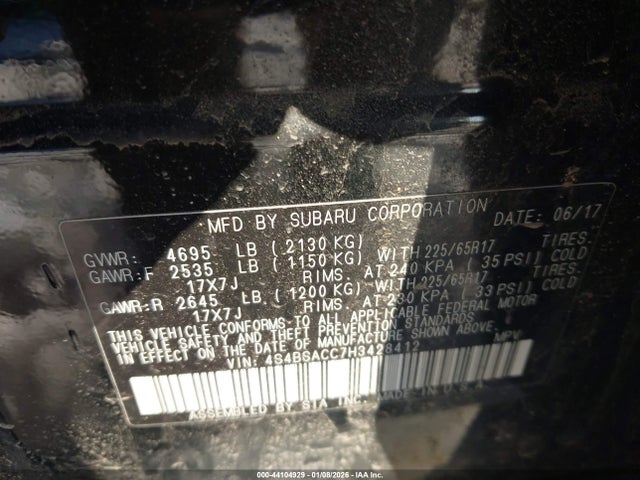 MFD BY SUBARU CORPORATION DATE: 06/17
GVWR: 4695 LB (2130 KG)
GAWR:F 2535 LB (1150 KG) WITH 225/65R17 TIRES.
17X7J RIMS. AT 240 KPA (35 PSI) COLD
GAWR:R 2645 LB (1200 KG) WITH 225/65R17 TIRES.
17X7J RIMS. AT 230 KPA (33 PSI) COLD
THIS VEHICLE CONFORMS TO ALL APPLICABLE FEDERAL MOTOR
VEHICLE SAFETY AND THEFT PREVENTION STANDARDS
IN EFFECT ON THE DATE OF MANUFACTURE SHOWN ABOVE.
VIN: 4S4BSACC7H3428412 MPV
ASSEMBLED BY SIA INC. MADE IN U.S.A.
000-44104929 | 01/08/2026 | IAA Inc.